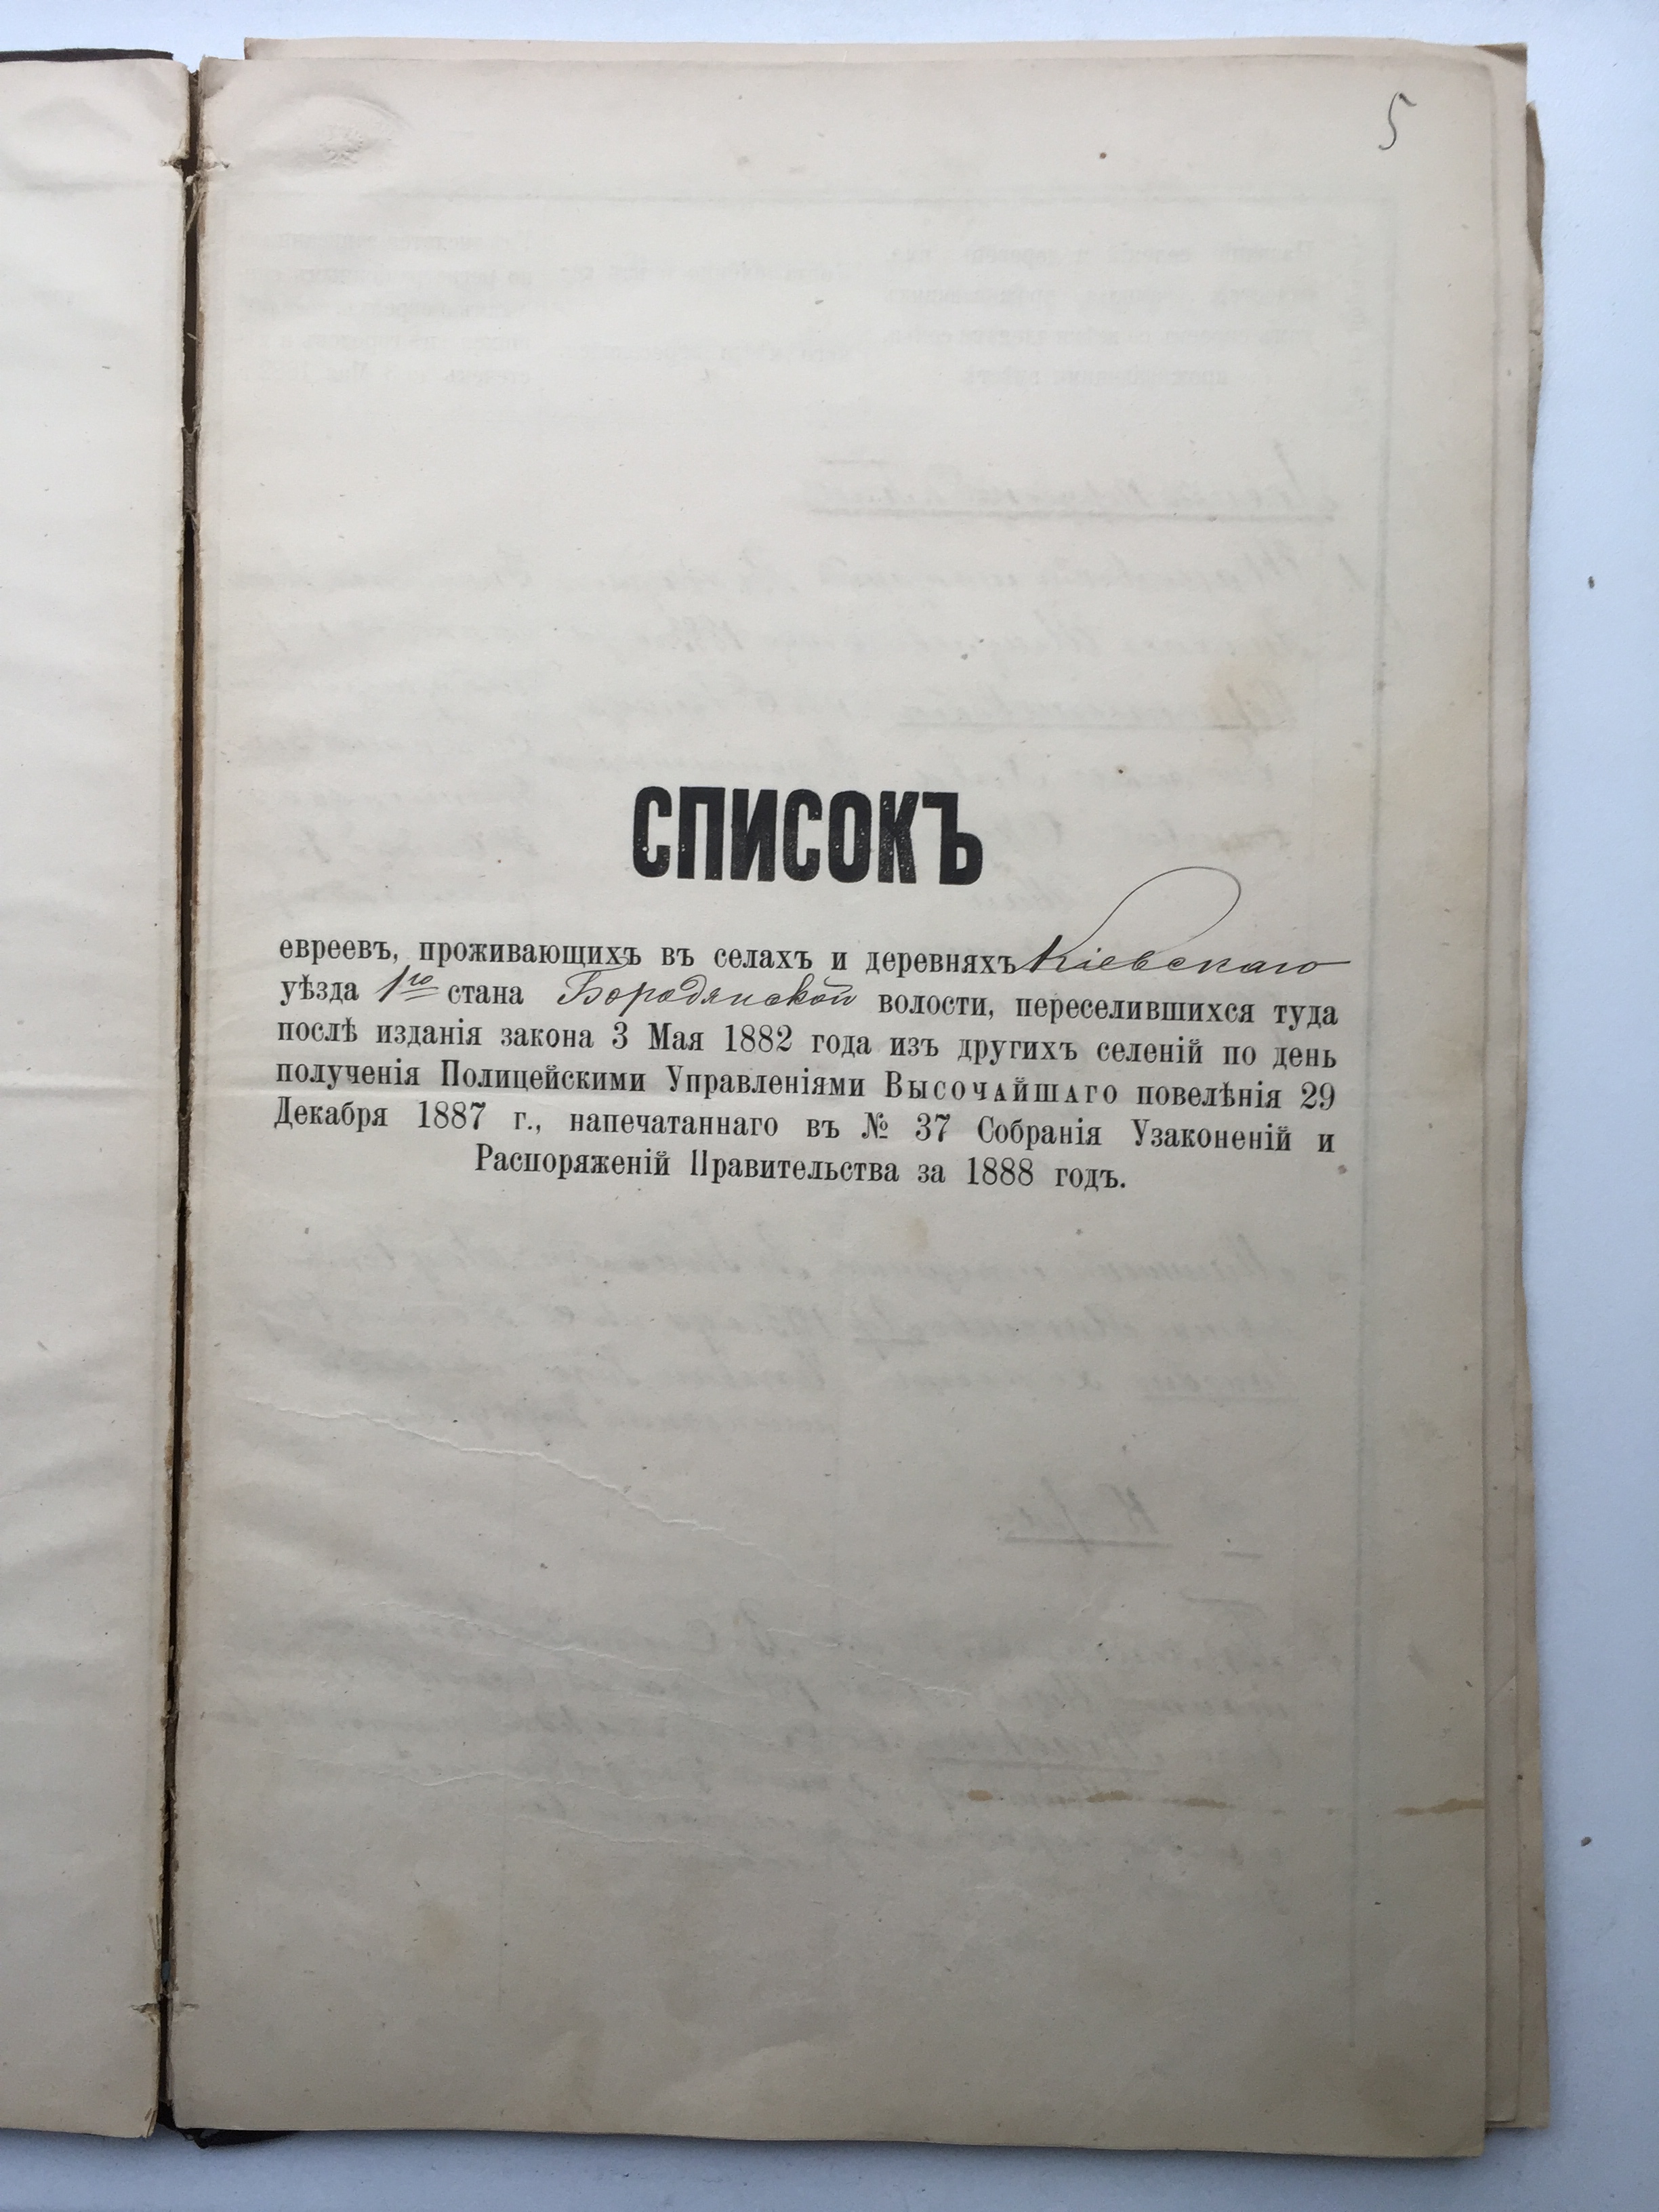 5
СПИСОКЪ
евреевъ, проживающихъ въ селахъ и деревняхъ Кіевскаго
уѣзда 1го стана Бородянской волости, переселившихся туда
послѣ изданія закона 3 Мая 1882 года изъ другихъ селеній по день
полученія Полицейскими Управленіями Высочайшаго повелѣнія 29
Декабря 1887 г., напечатаннаго въ № 37 Собранія Узаконеній и
Распоряженій Правительства за 1888 годъ.